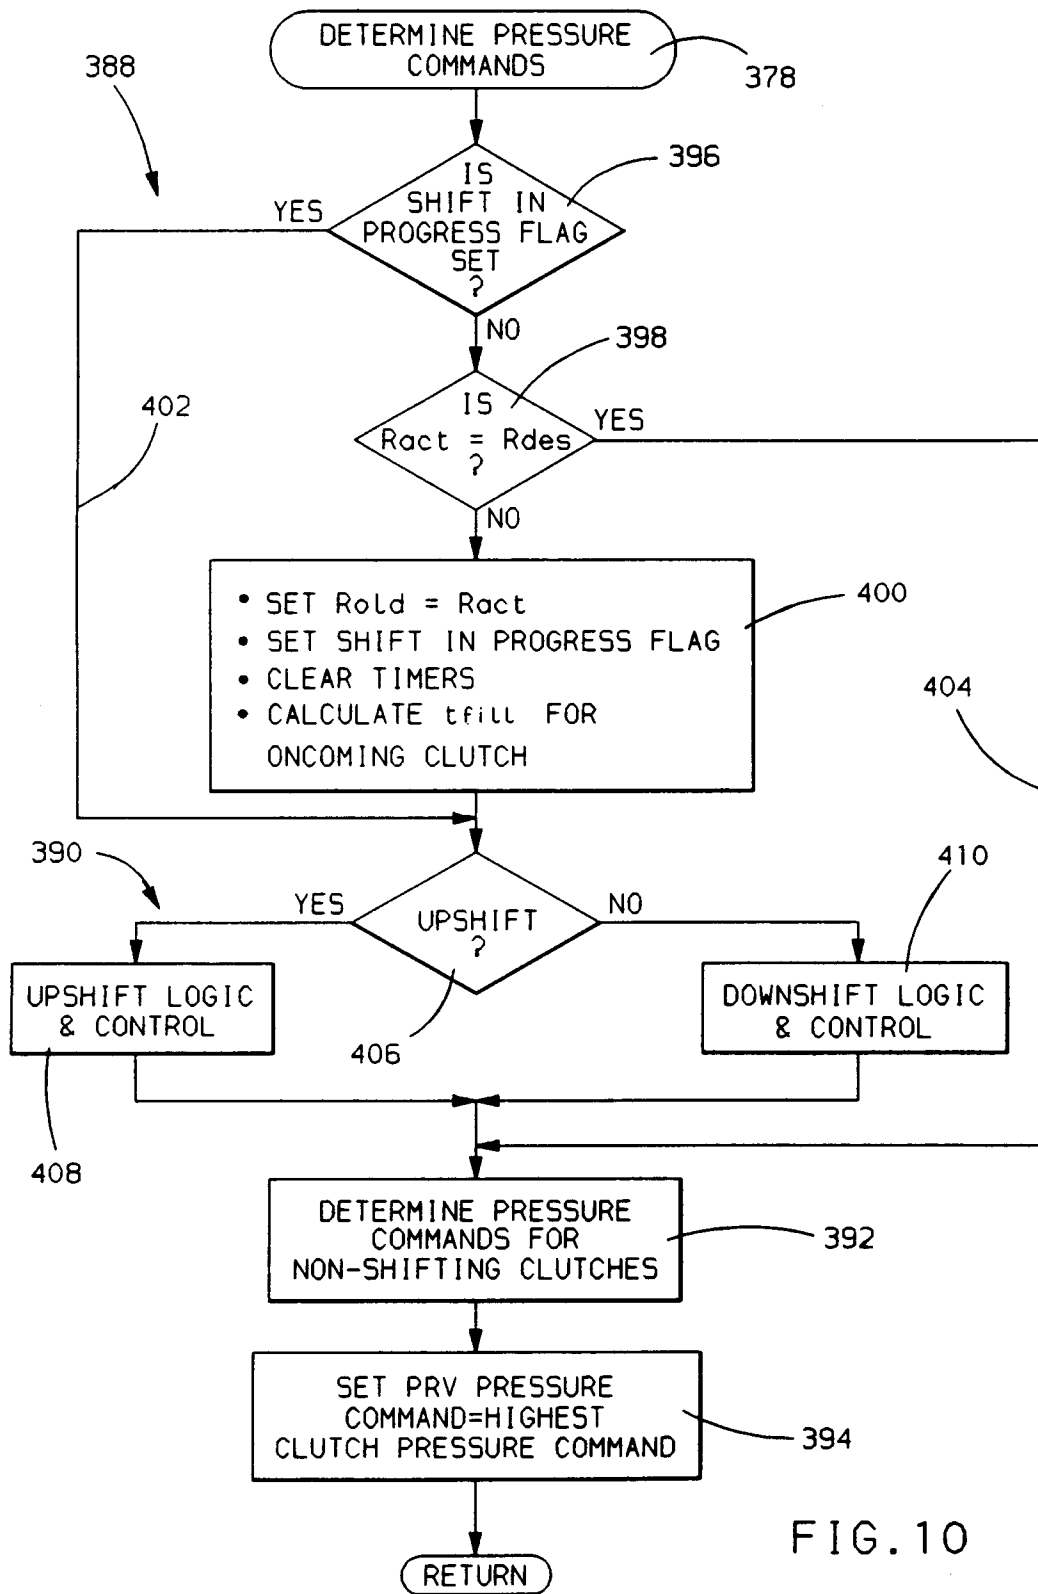 DETERMINE PRESSURE
COMMANDS
378
388
396
IS
SHIFT IN
PROGRESS FLAG
SET
?
YES
NO
398
IS
Ract = Rdes
?
YES
402
NO
400
• SET Rold = Ract
• SET SHIFT IN PROGRESS FLAG
• CLEAR TIMERS
• CALCULATE tfill FOR
ONCOMING CLUTCH
404
390
410
YES
UPSHIFT
?
NO
UPSHIFT LOGIC
& CONTROL
DOWNSHIFT LOGIC
& CONTROL
406
408
DETERMINE PRESSURE
COMMANDS FOR
NON-SHIFTING CLUTCHES
392
SET PRV PRESSURE
COMMAND=HIGHEST
CLUTCH PRESSURE COMMAND
394
FIG.10
RETURN